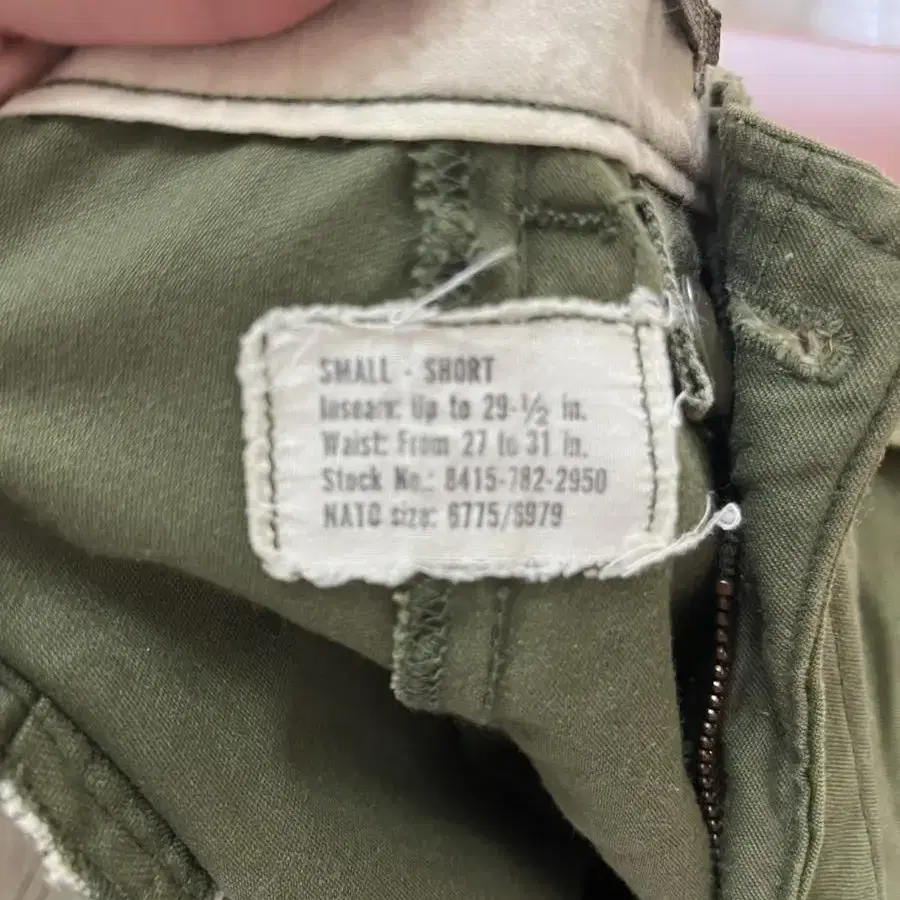 SMALL - SHORT
Inseam: Up to 29-½ in.
Waist: From 27 to 31 in.
Stock No.: 8415-782-2950
NATO size: 6775/6979